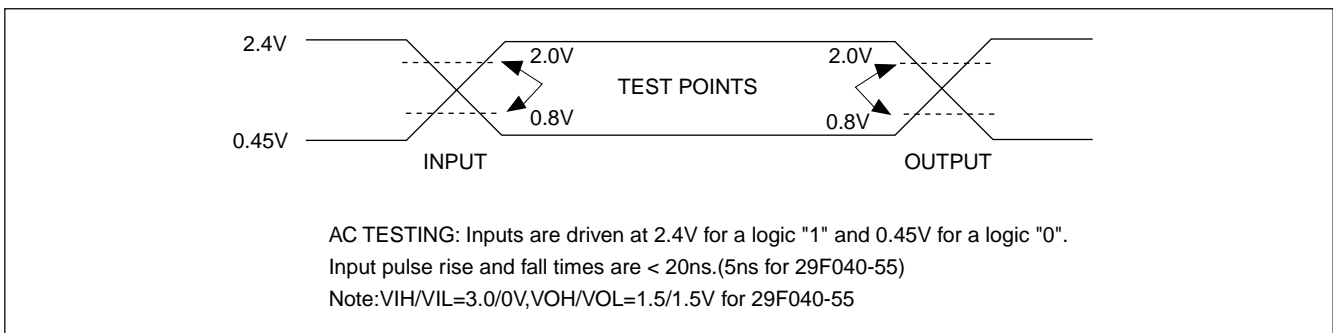 2.4V
2.0V
2.0V
TEST POINTS
0.8V
0.8V
0.45V
INPUT
OUTPUT
AC TESTING: Inputs are driven at 2.4V for a logic "1" and 0.45V for a logic "0".
Input pulse rise and fall times are < 20ns.(5ns for 29F040-55)
Note:VIH/VIL=3.0/0V,VOH/VOL=1.5/1.5V for 29F040-55